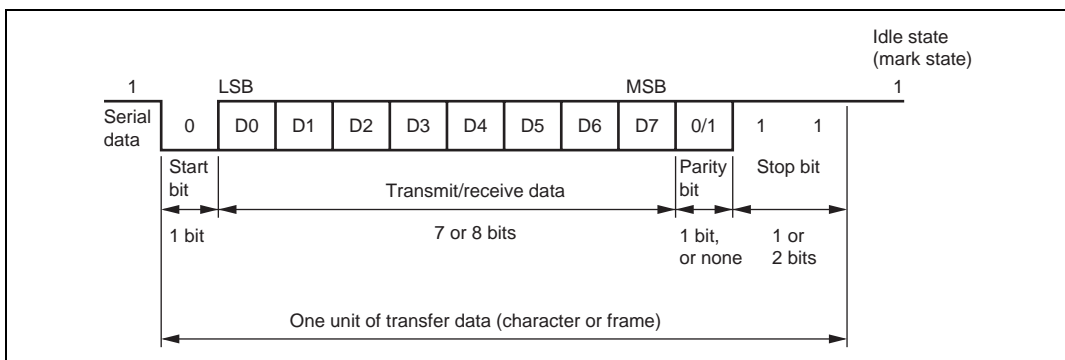 Idle state
(mark state)
1 LSB MSB 1
Serial
data
0 D0 D1 D2 D3 D4 D5 D6 D7 0/1 1 1
Start
bit
Transmit/receive data
Parity
bit
Stop bit
1 bit
7 or 8 bits
1 bit,
or none
1 or
2 bits
One unit of transfer data (character or frame)